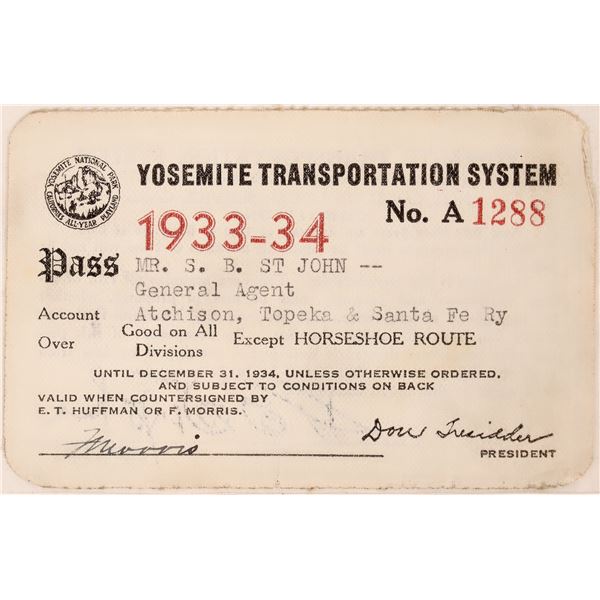 YOSEMITE NATIONAL PARK
CALIFORNIA'S ALL-YEAR PLAYLAND
YOSEMITE TRANSPORTATION SYSTEM
No. A 1288
1933-34
Pass MR. S. B. ST JOHN --
General Agent
Account Atchison, Topeka & Santa Fe Ry
Over Good on All Divisions Except HORSESHOE ROUTE
UNTIL DECEMBER 31, 1934, UNLESS OTHERWISE ORDERED,
AND SUBJECT TO CONDITIONS ON BACK
VALID WHEN COUNTERSIGNED BY
E. T. HUFFMAN OR F. MORRIS.
F Morris
Don Tresidder
PRESIDENT